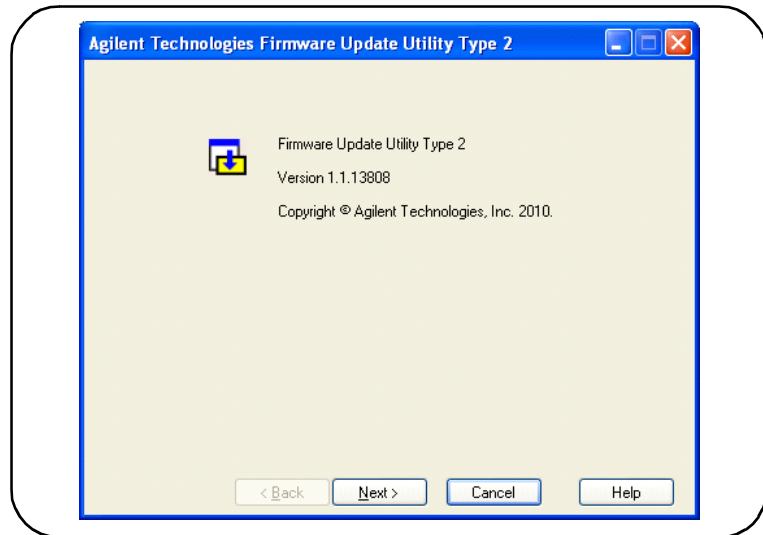 Agilent Technologies Firmware Update Utility Type 2
Firmware Update Utility Type 2
Version 1.1.13808
Copyright © Agilent Technologies, Inc. 2010.
< Back Next > Cancel Help